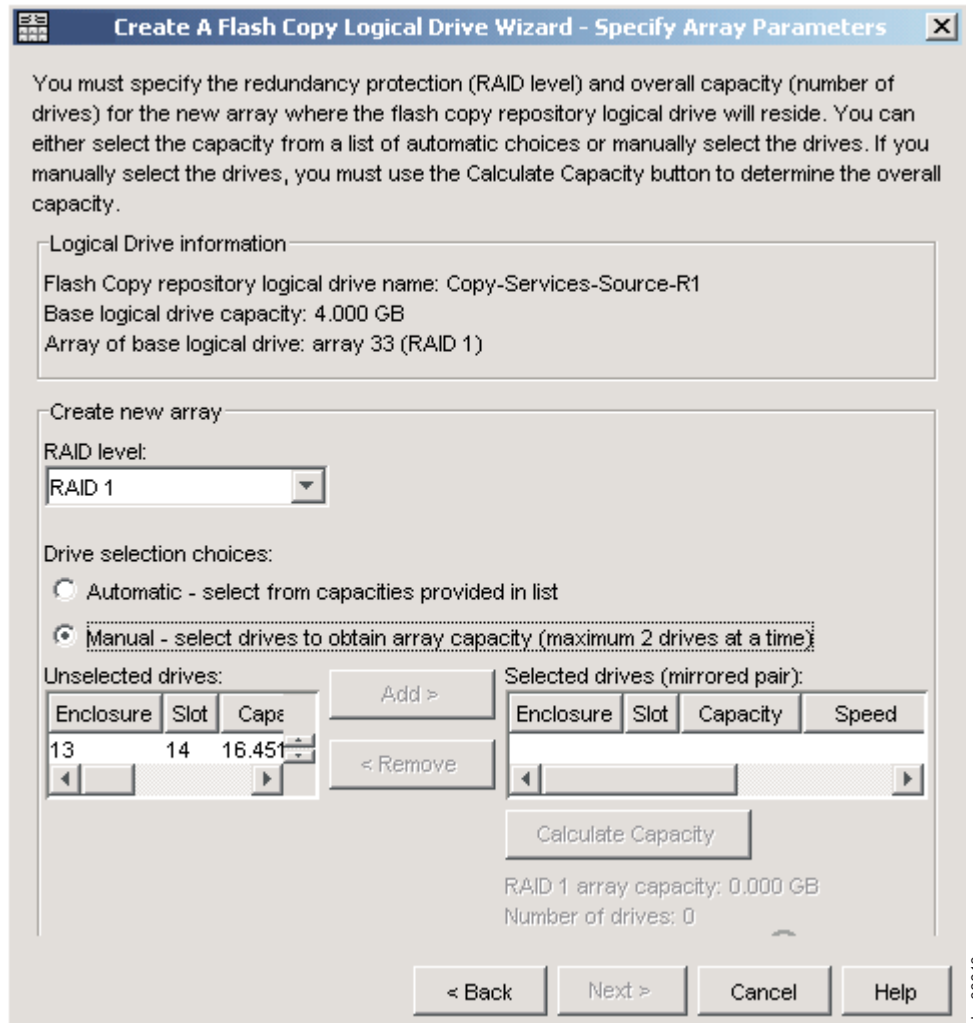 Create A Flash Copy Logical Drive Wizard - Specify Array Parameters
You must specify the redundancy protection (RAID level) and overall capacity (number of
drives) for the new array where the flash copy repository logical drive will reside. You can
either select the capacity from a list of automatic choices or manually select the drives. If you
manually select the drives, you must use the Calculate Capacity button to determine the overall
capacity.
Logical Drive information
Flash Copy repository logical drive name: Copy-Services-Source-R1
Base logical drive capacity: 4.000 GB
Array of base logical drive: array 33 (RAID 1)
Create new array
RAID level:
RAID 1
Drive selection choices:
Automatic - select from capacities provided in list
Manual - select drives to obtain array capacity (maximum 2 drives at a time)
Unselected drives:
Enclosure Slot Capa
13 14 16.451
Add >
< Remove
Selected drives (mirrored pair):
Enclosure Slot Capacity Speed
Calculate Capacity
RAID 1 array capacity: 0.000 GB
Number of drives: 0
< Back Next > Cancel Help